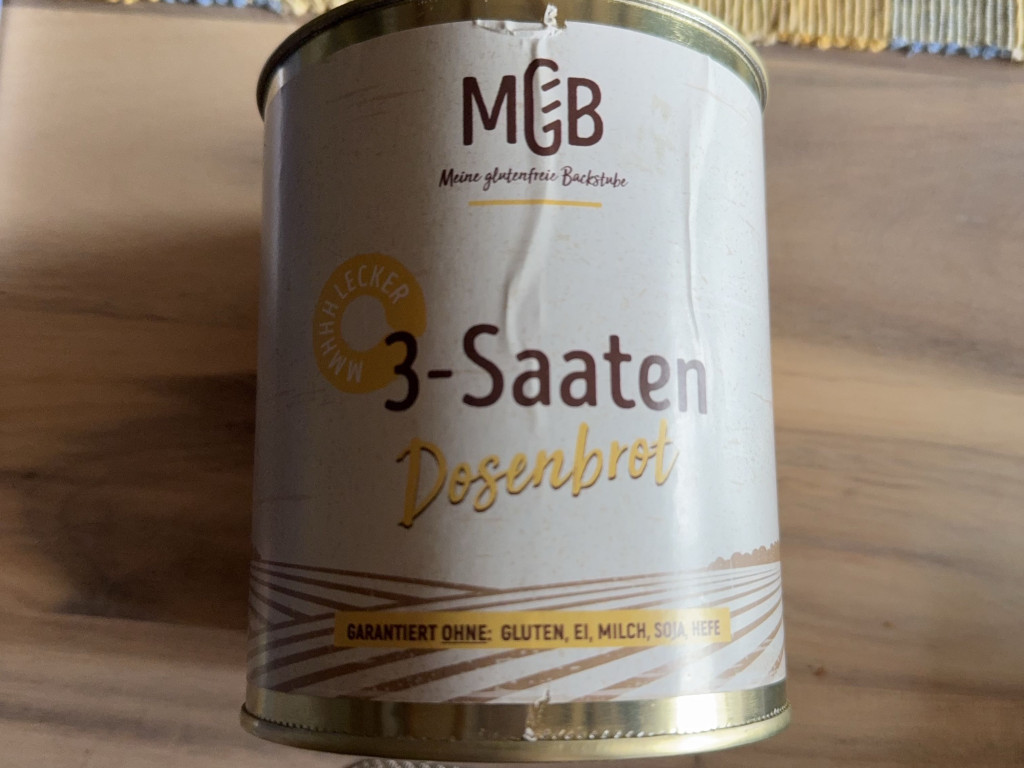 MGB
Meine glutenfreie Backstube
MMHHH LECKER
3-Saaten
Dosenbrot
GARANTIERT OHNE: GLUTEN, EI, MILCH, SOJA, HEFE